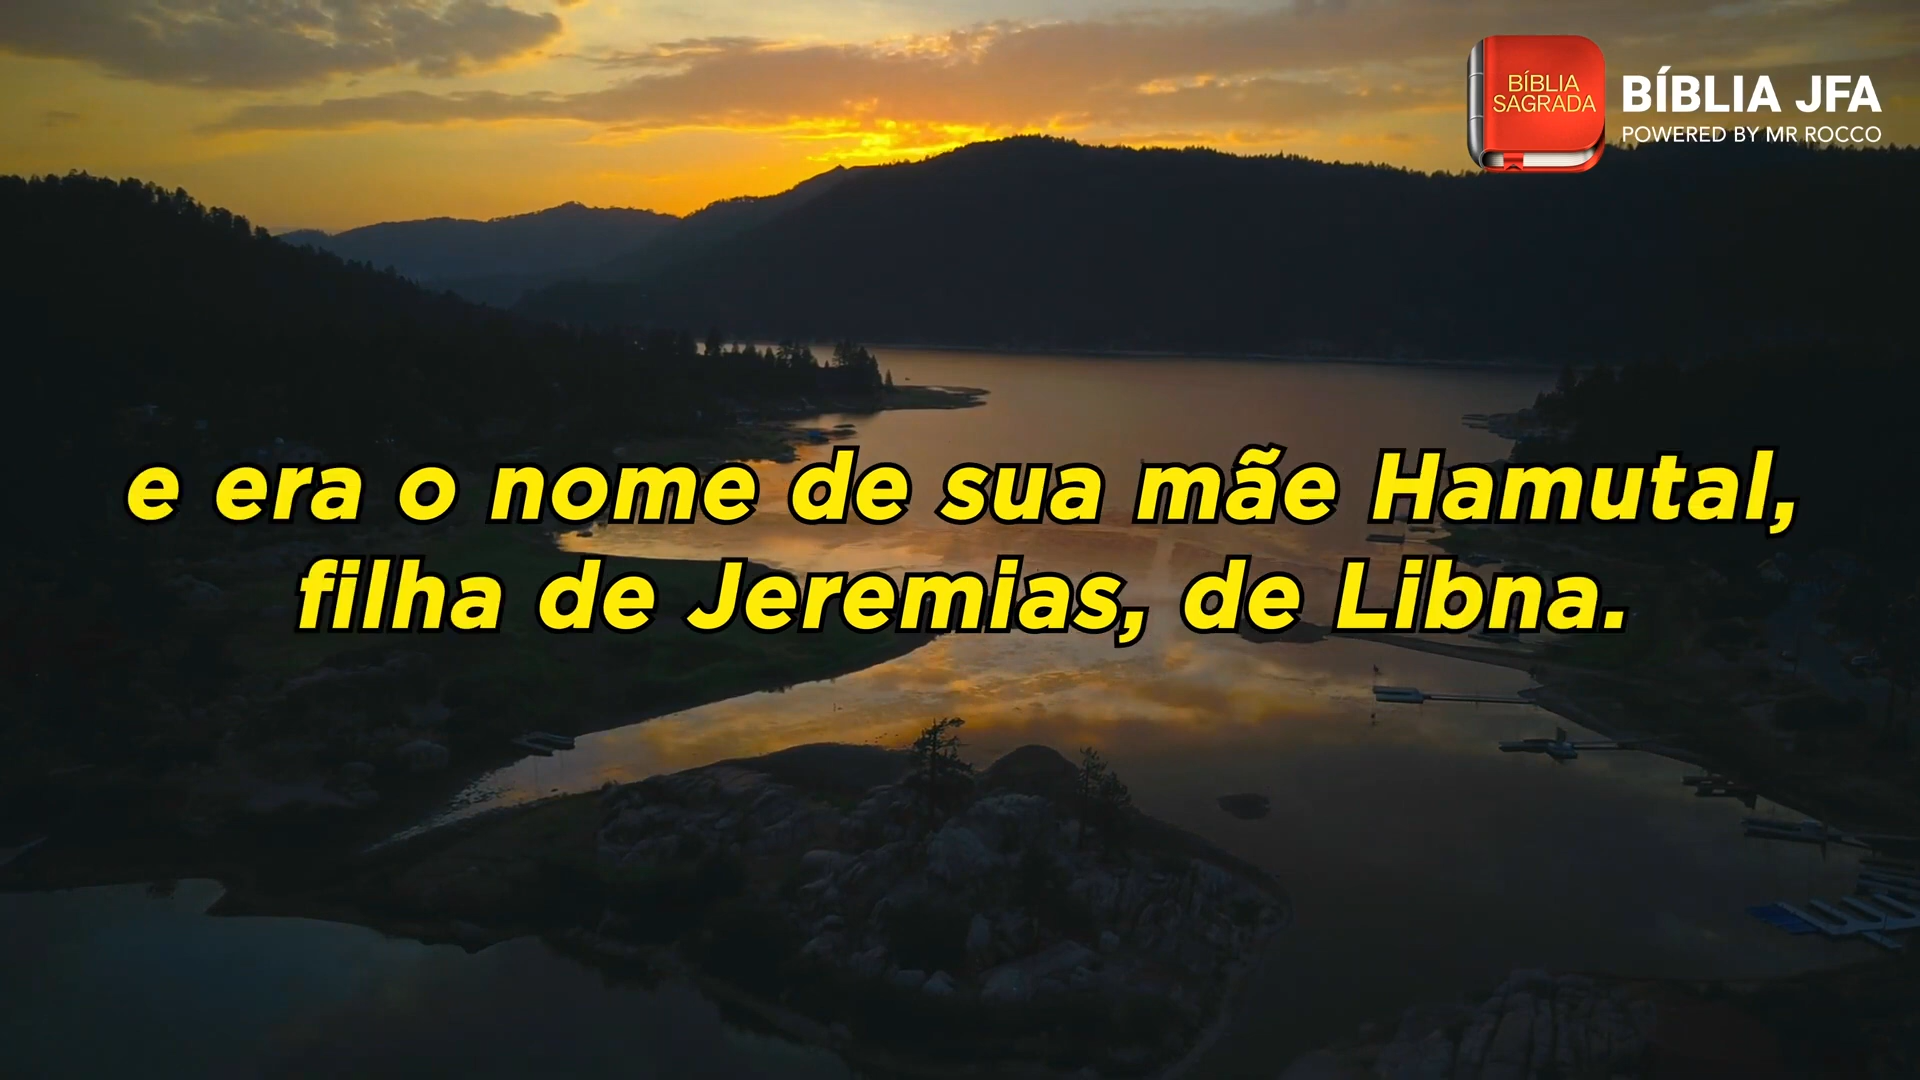 BÍBLIA
SAGRADA
BÍBLIA JFA
POWERED BY MR ROCCO
e era o nome de sua mãe Hamutal,
filha de Jeremias, de Libna.